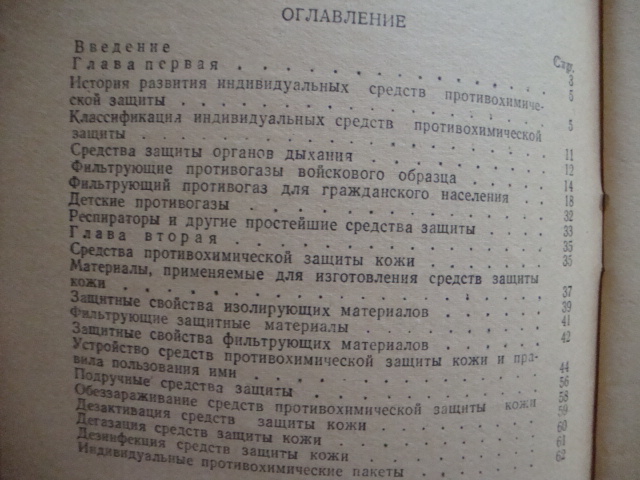 ОГЛАВЛЕНИЕ
Стр.
Введение . . . . . . . . . . 3
Глава первая . . . . . . . . . . 5
История развития индивидуальных средств противохимиче-
ской защиты . . . . . . . . . . 5
Классификация индивидуальных средств противохимической
защиты . . . . . . . . . . 11
Средства защиты органов дыхания . . . . . . . . . . 12
Фильтрующие противогазы войскового образца . . . . . . 14
Фильтрующий противогаз для гражданского населения . . . 18
Детские противогазы . . . . . . . . . . 32
Респираторы и другие простейшие средства защиты . . . . 33
Глава вторая . . . . . . . . . . 35
Средства противохимической защиты кожи . . . . . . 35
Материалы, применяемые для изготовления средств защиты
кожи . . . . . . . . . . 37
Защитные свойства изолирующих материалов . . . . . . 39
Фильтрующие защитные материалы . . . . . . . . 41
Защитные свойства фильтрующих материалов . . . . . . 42
Устройство средств противохимической защиты кожи и пра-
вила пользования ими . . . . . . . . . . 44
Подручные средства защиты . . . . . . . . . . 56
Обеззараживание средств противохимической защиты кожи 58
Дезактивация средств защиты кожи . . . . . . . . 59
Дегазация средств защиты кожи . . . . . . . . 60
Дезинфекция средств защиты кожи . . . . . . . . 61
Индивидуальные противохимические пакеты . . . . . . 62